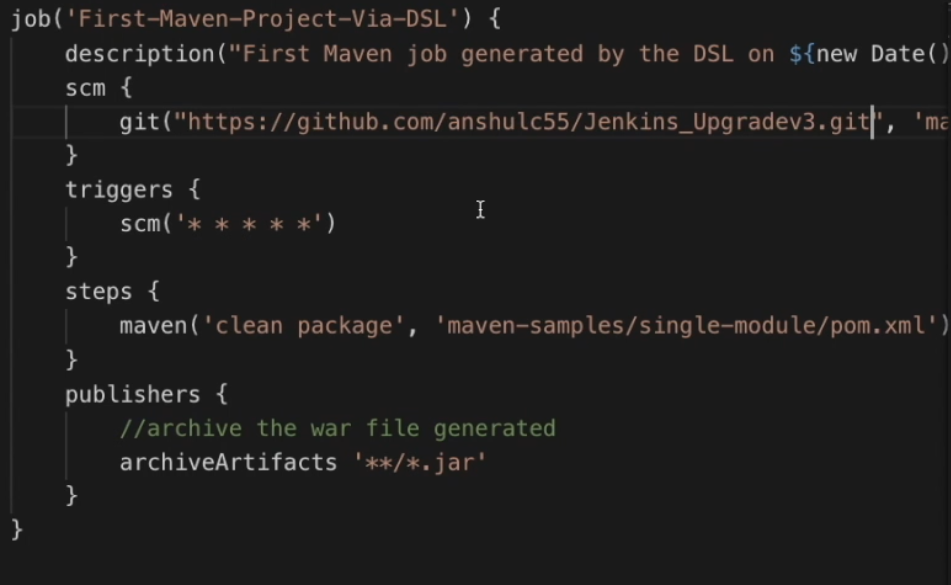 job('First-Maven-Project-Via-DSL') {
description("First Maven job generated by the DSL on ${new Date()
scm {
git("https://github.com/anshulc55/Jenkins_Upgradev3.git", 'ma
}
triggers {
scm('* * * * *')
}
steps {
maven('clean package', 'maven-samples/single-module/pom.xml')
}
publishers {
//archive the war file generated
archiveArtifacts '**/*.jar'
}
}